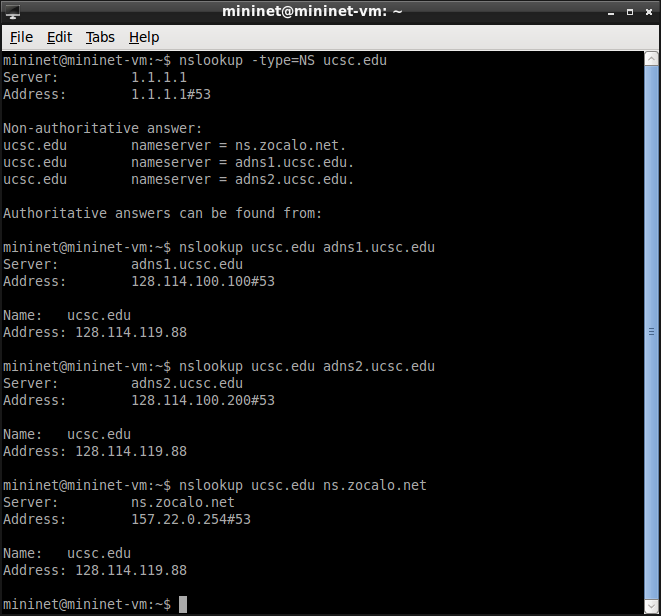 mininet@mininet-vm: ~
File Edit Tabs Help
mininet@mininet-vm:~$ nslookup -type=NS ucsc.edu
Server:		1.1.1.1
Address:	1.1.1.1#53
Non-authoritative answer:
ucsc.edu	nameserver = ns.zocalo.net.
ucsc.edu	nameserver = adns1.ucsc.edu.
ucsc.edu	nameserver = adns2.ucsc.edu.
Authoritative answers can be found from:
mininet@mininet-vm:~$ nslookup ucsc.edu adns1.ucsc.edu
Server:		adns1.ucsc.edu
Address:	128.114.100.100#53
Name:	ucsc.edu
Address: 128.114.119.88
mininet@mininet-vm:~$ nslookup ucsc.edu adns2.ucsc.edu
Server:		adns2.ucsc.edu
Address:	128.114.100.200#53
Name:	ucsc.edu
Address: 128.114.119.88
mininet@mininet-vm:~$ nslookup ucsc.edu ns.zocalo.net
Server:		ns.zocalo.net
Address:	157.22.0.254#53
Name:	ucsc.edu
Address: 128.114.119.88
mininet@mininet-vm:~$